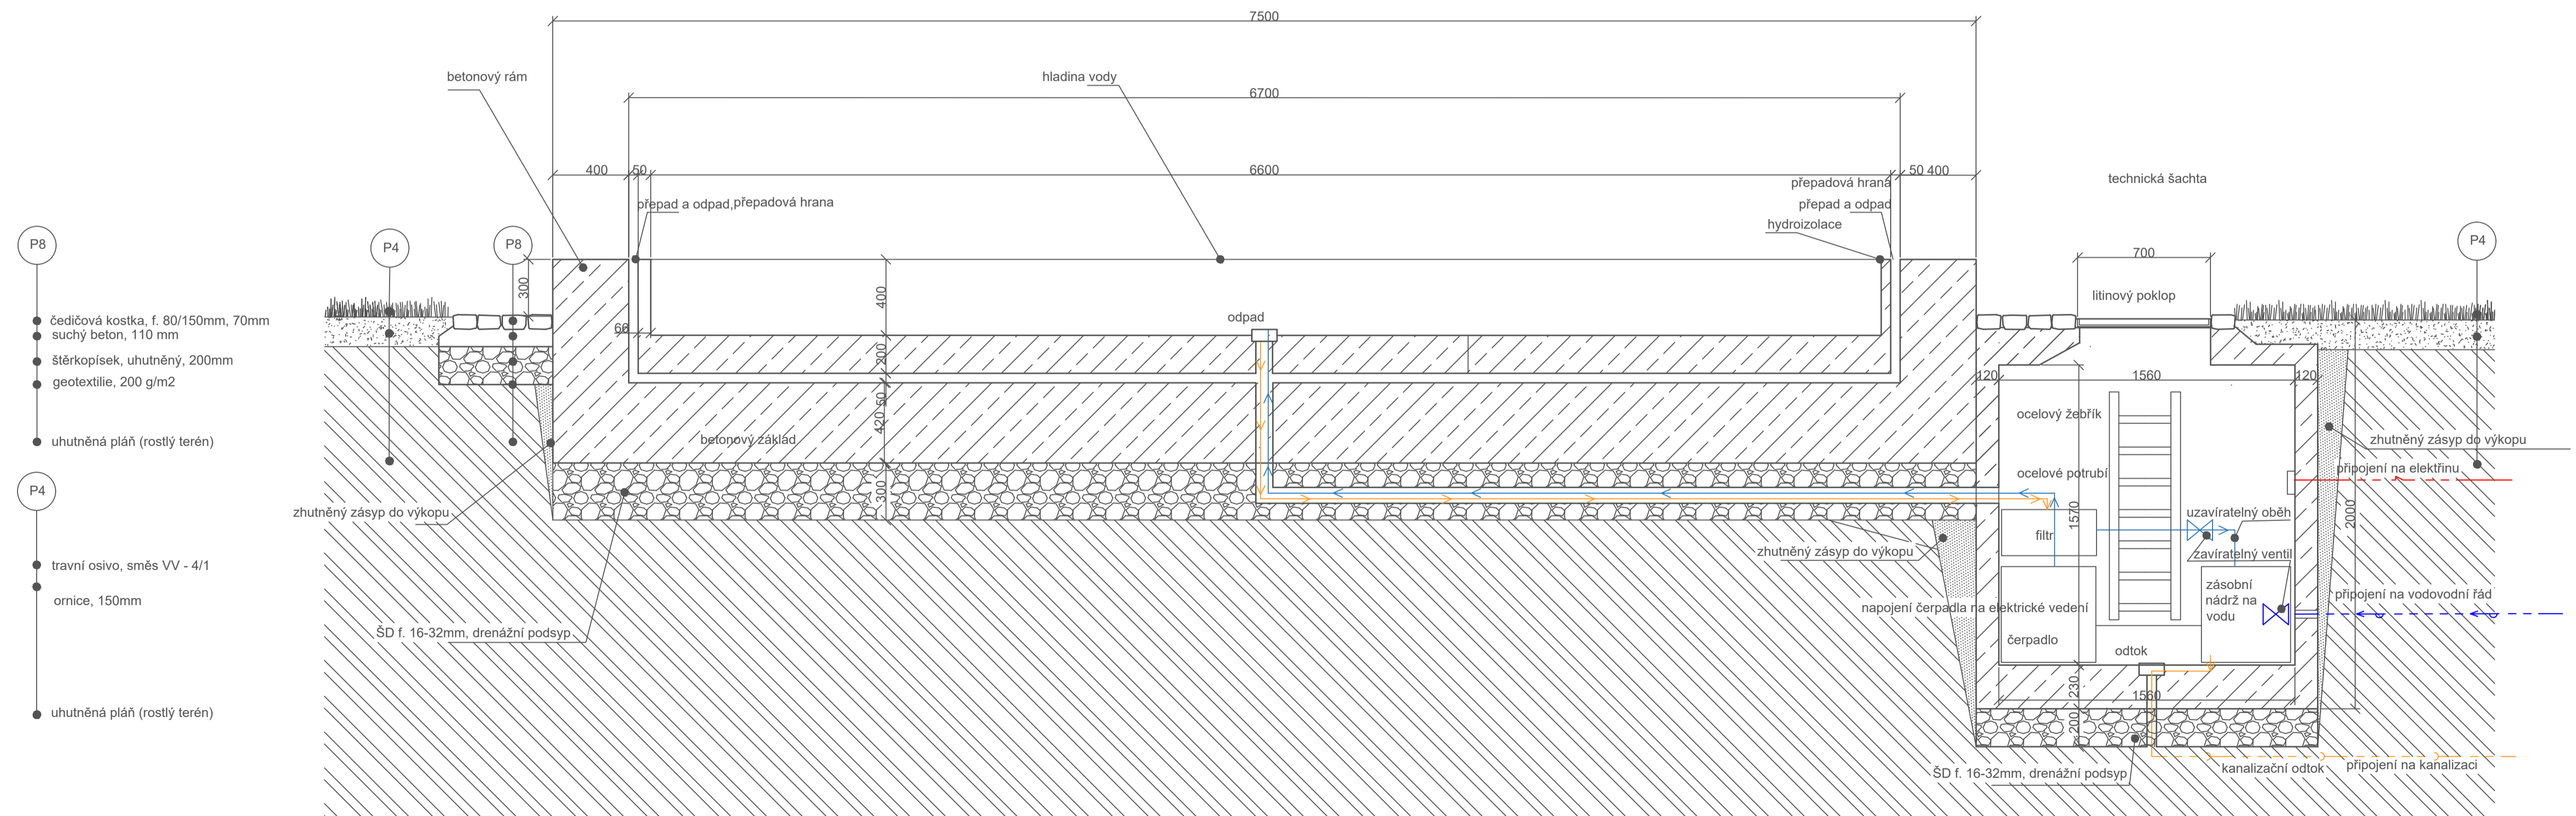 7500
betonový rám
hladina vody
6700
400
50
6600
50
400
přepad a odpad,
přepadová hrana
přepadová hrana
přepad a odpad
hydroizolace
technická šachta
P8
P4
P8
P4
700
litinový poklop
300
400
66
odpad
čedičová kostka, f. 80/150mm, 70mm
suchý beton, 110 mm
štěrkopísek, uhutněný, 200mm
geotextilie, 200 g/m2
uhutněná pláň (rostlý terén)
200
50
420
300
betonový základ
120
1560
120
ocelový žebřík
zhutněný zásyp do výkopu
ocelové potrubí
připojení na elektřinu
P4
zhutněný zásyp do výkopu
1570
2000
uzavíratelný oběh
filtr
zavíratelný ventil
zhutněný zásyp do výkopu
travní osivo, směs VV - 4/1
ornice, 150mm
uhutněná pláň (rostlý terén)
ŠD f. 16-32mm, drenážní podsyp
napojení čerpadla na elektrické vedení
zásobní
nádrž na
vodu
připojení na vodovodní řád
čerpadlo
odtok
230
1560
200
ŠD f. 16-32mm, drenážní podsyp
kanalizační odtok
připojení na kanalizaci